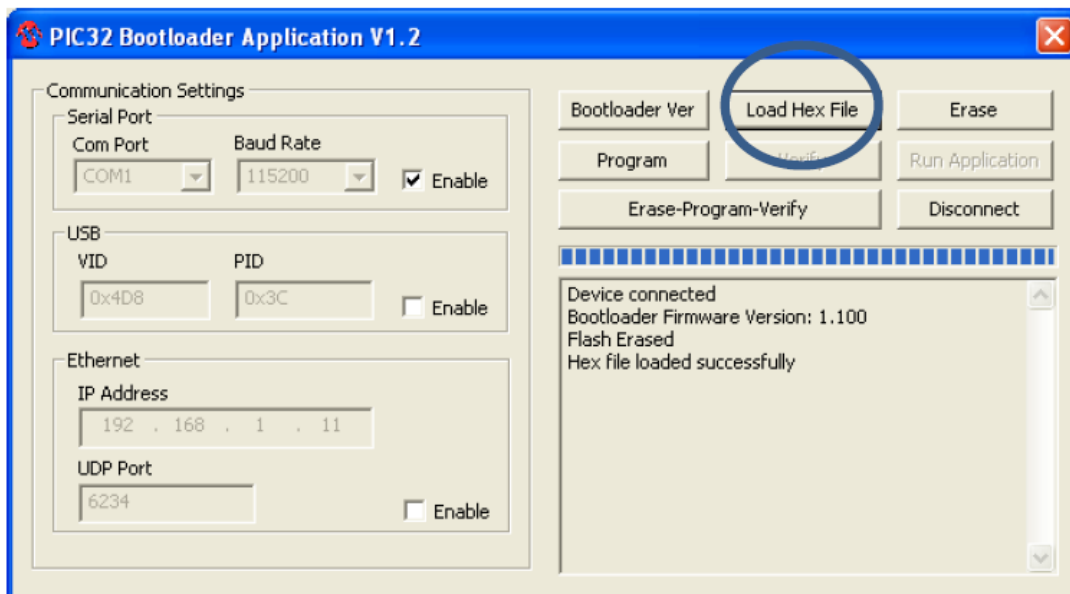 PIC32 Bootloader Application V1.2
Communication Settings
Serial Port
Com Port
Baud Rate
COM1
115200
Enable
USB
VID
PID
0x4D8
0x3C
Enable
Ethernet
IP Address
192 . 168 . 1 . 11
UDP Port
6234
Enable
Bootloader Ver
Load Hex File
Erase
Program
Verify
Run Application
Erase-Program-Verify
Disconnect
Device connected
Bootloader Firmware Version: 1.100
Flash Erased
Hex file loaded successfully